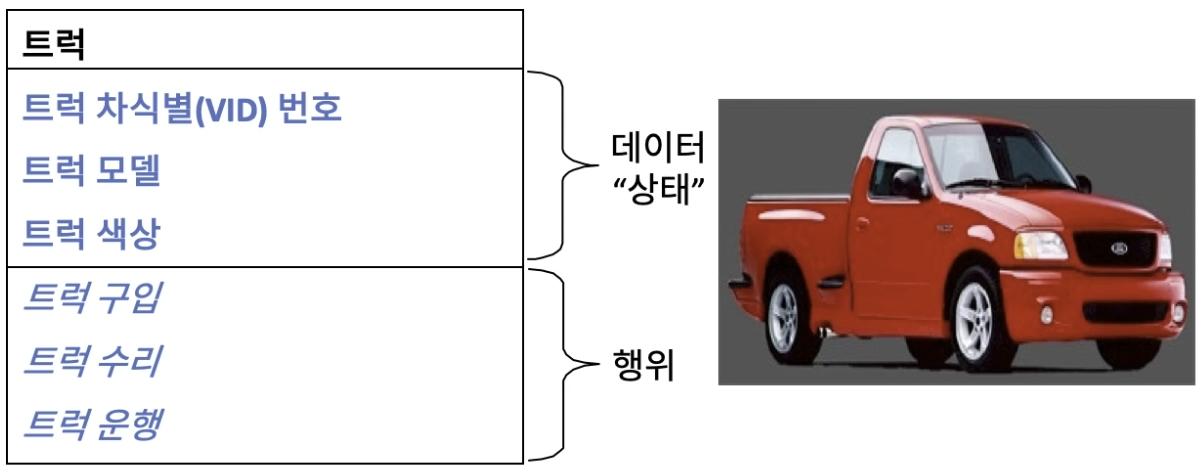 트럭
트럭 차식별(VID) 번호
트럭 모델
트럭 색상
데이터
“상태”
트럭 구입
트럭 수리
트럭 운행
행위